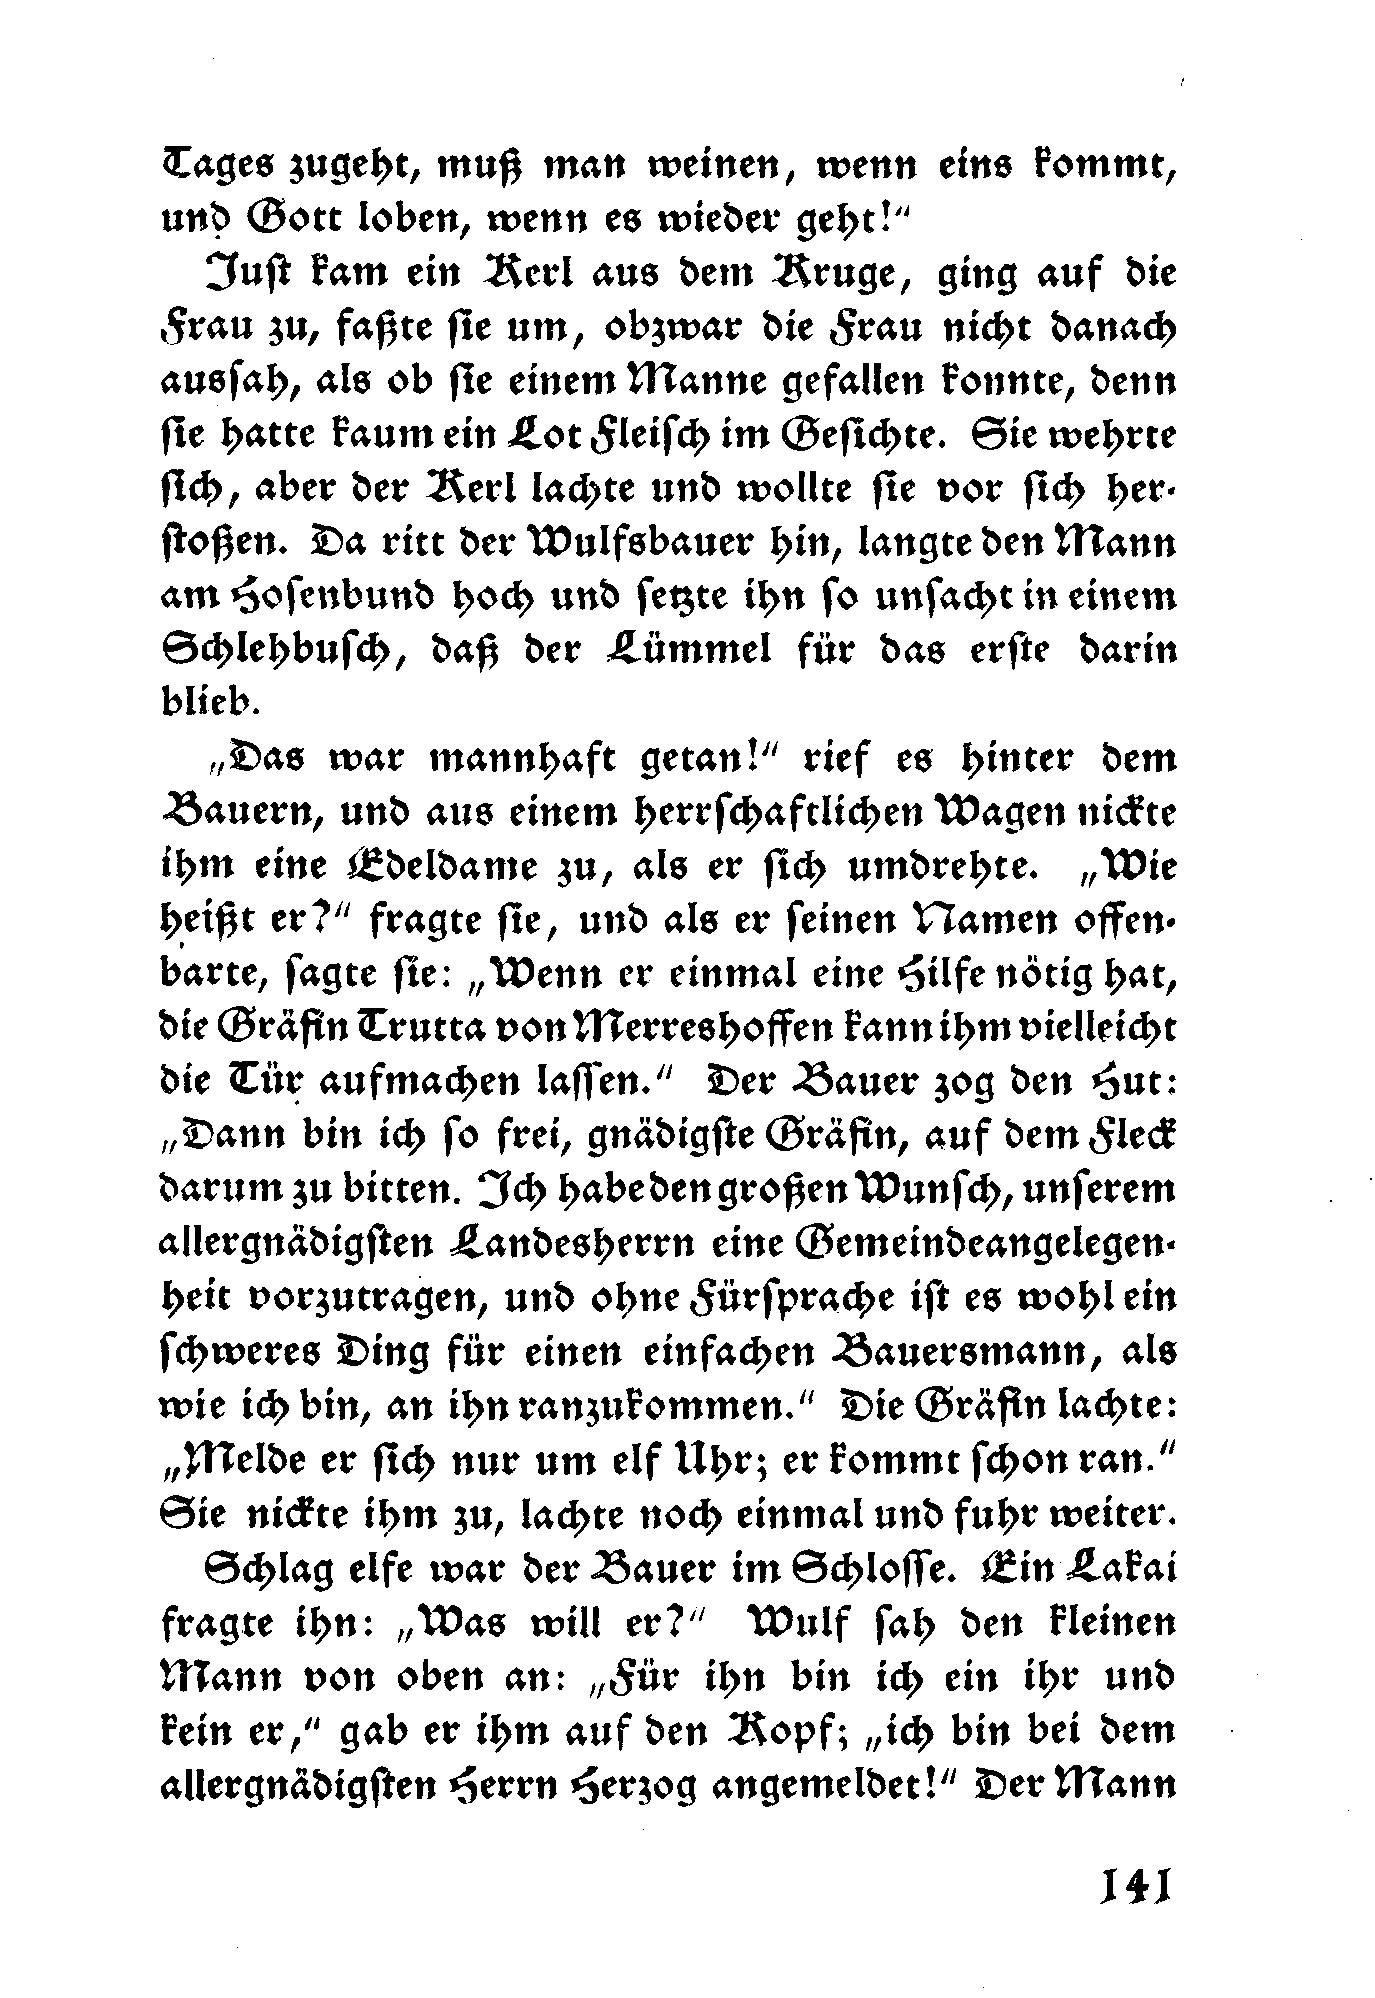 Tages zugeht, muß man weinen, wenn eins kommt,
und Gott loben, wenn es wieder geht!“
Just kam ein Kerl aus dem Kruge, ging auf die
Frau zu, faßte sie um, obzwar die Frau nicht danach
aussah, als ob sie einem Manne gefallen konnte, denn
sie hatte kaum ein Lot Fleisch im Gesichte. Sie wehrte
sich, aber der Kerl lachte und wollte sie vor sich her-
stoßen. Da ritt der Wulfsbauer hin, langte den Mann
am Hosenbund hoch und setzte ihn so unsacht in einem
Schlehbusch, daß der Lümmel für das erste darin
blieb.
„Das war mannhaft getan!“ rief es hinter dem
Bauern, und aus einem herrschaftlichen Wagen nickte
ihm eine Edeldame zu, als er sich umdrehte. „Wie
heißt er?“ fragte sie, und als er seinen Namen offen-
barte, sagte sie: „Wenn er einmal eine Hilfe nötig hat,
die Gräfin Trutta von Merreshoffen kann ihm vielleicht
die Tür aufmachen lassen.“ Der Bauer zog den Hut:
„Dann bin ich so frei, gnädigste Gräfin, auf dem Fleck
darum zu bitten. Ich habe den großen Wunsch, unserem
allergnädigsten Landesherrn eine Gemeindeangelegen-
heit vorzutragen, und ohne Fürsprache ist es wohl ein
schweres Ding für einen einfachen Bauersmann, als
wie ich bin, an ihn ranzukommen.“ Die Gräfin lachte:
„Melde er sich nur um elf Uhr; er kommt schon ran.“
Sie nickte ihm zu, lachte noch einmal und fuhr weiter.
Schlag elfe war der Bauer im Schlosse. Ein Lakai
fragte ihn: „Was will er?“ Wulf sah den kleinen
Mann von oben an: „Für ihn bin ich ein ihr und
kein er,“ gab er ihm auf den Kopf; „ich bin bei dem
allergnädigsten Herrn Herzog angemeldet!“ Der Mann
141